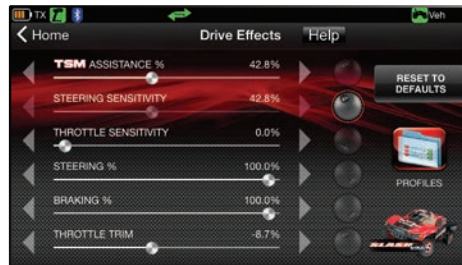 TX
Veh
Home
Drive Effects
Help
TSM ASSISTANCE %
42.8%
STEERING SENSITIVITY
42.8%
THROTTLE SENSITIVITY
0.0%
STEERING %
100.0%
BRAKING %
100.0%
THROTTLE TRIM
-8.7%
RESET TO
DEFAULTS
PROFILES
SLASH